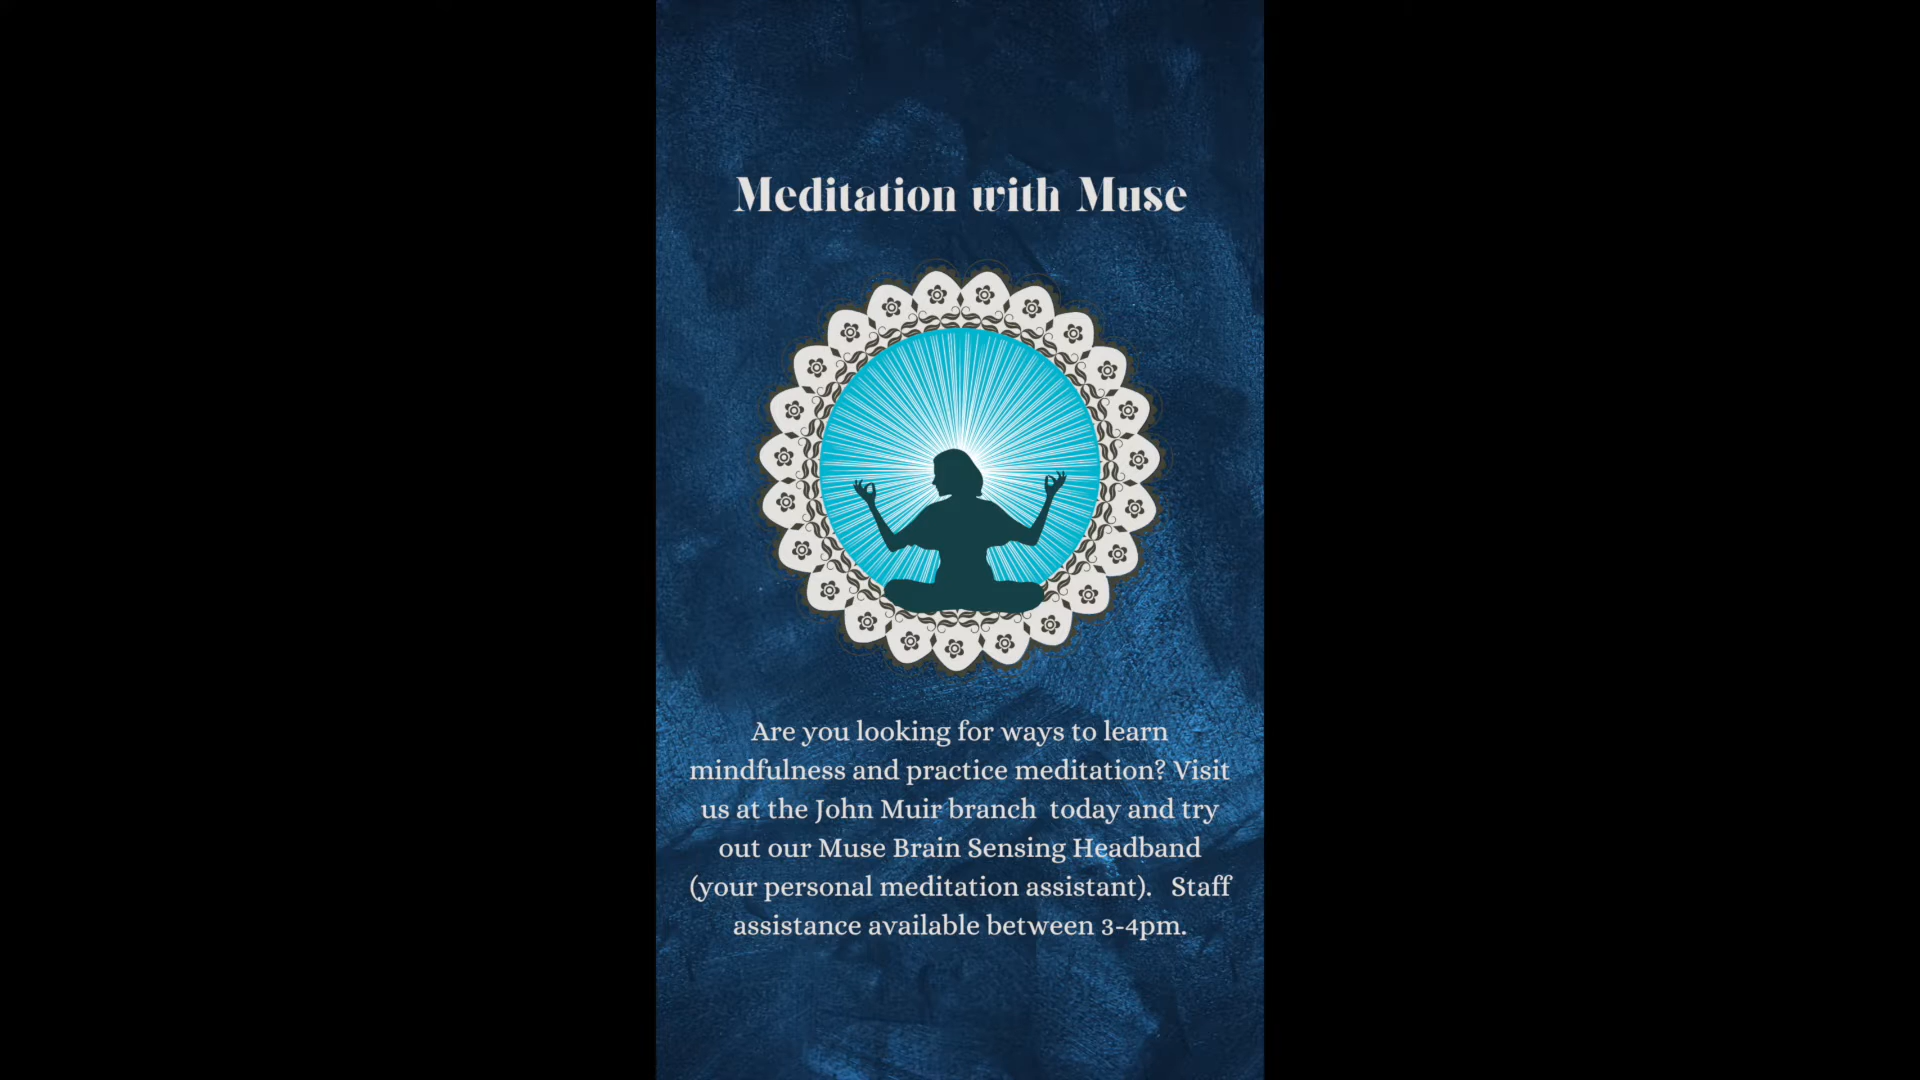 Meditation with Muse
Are you looking for ways to learn
mindfulness and practice meditation? Visit
us at the John Muir branch  today and try
out our Muse Brain Sensing Headband
(your personal meditation assistant).   Staff
assistance available between 3-4pm.